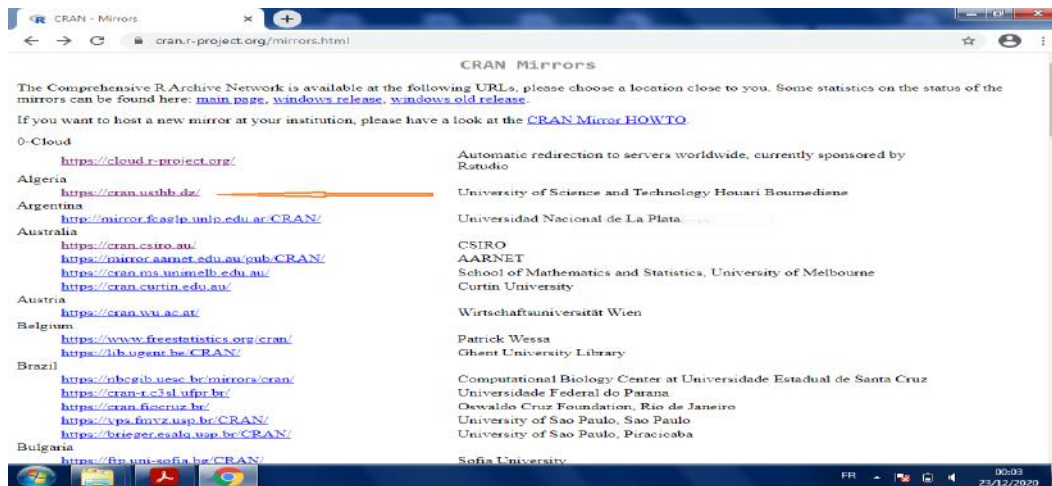 CRAN - Mirrors
cran.r-project.org/mirrors.html
CRAN Mirrors
The Comprehensive R Archive Network is available at the following URLs, please choose a location close to you. Some statistics on the status of the
mirrors can be found here: main page, windows release, windows old release.
If you want to host a new mirror at your institution, please have a look at the CRAN Mirror HOWTO.
0-Cloud
https://cloud.r-project.org/ Automatic redirection to servers worldwide, currently sponsored by
Rstudio
Algeria
https://cran.usthb.dz/ University of Science and Technology Houari Boumediene
Argentina
http://mirror.fcaglp.unlp.edu.ar/CRAN/ Universidad Nacional de La Plata
Australia
https://cran.csiro.au/ CSIRO
https://mirror.aarnet.edu.au/pub/CRAN/ AARNET
https://cran.ms.unimelb.edu.au/ School of Mathematics and Statistics, University of Melbourne
https://cran.curtin.edu.au/ Curtin University
Austria
https://cran.wu.ac.at/ Wirtschaftsuniversität Wien
Belgium
https://www.freestatistics.org/cran/ Patrick Wessa
https://lib.ugent.be/CRAN/ Ghent University Library
Brazil
https://nbcgib.uesc.br/mirrors/cran/ Computational Biology Center at Universidade Estadual de Santa Cruz
https://cran-r.c3sl.ufpr.br/ Universidade Federal do Parana
https://cran.fiocruz.br/ Oswaldo Cruz Foundation, Rio de Janeiro
https://vps.fmvz.usp.br/CRAN/ University of Sao Paulo, Sao Paulo
https://brieger.esalq.usp.br/CRAN/ University of Sao Paulo, Piracicaba
Bulgaria
https://ftp.uni-sofia.bg/CRAN/ Sofia University
FR 00:03
23/12/2020